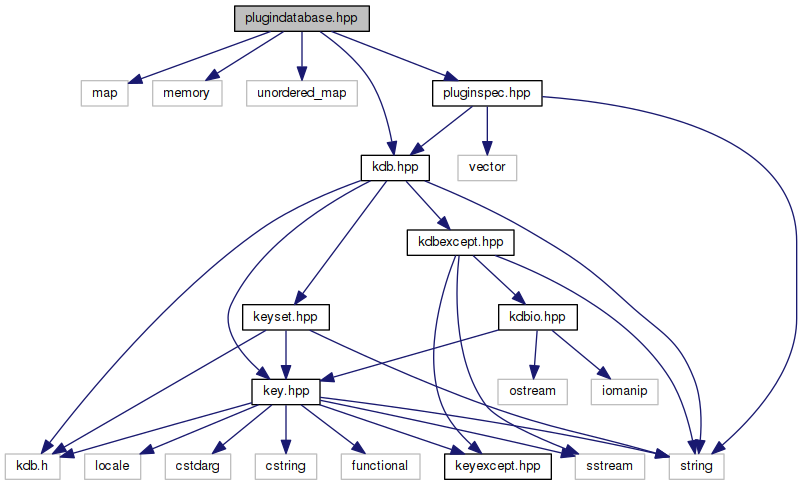 plugindatabase.hpp
map
memory
unordered_map
pluginspec.hpp
kdb.hpp
vector
kdbexcept.hpp
keyset.hpp
kdbio.hpp
key.hpp
ostream
iomanip
kdb.h
locale
cstdarg
cstring
functional
keyexcept.hpp
sstream
string